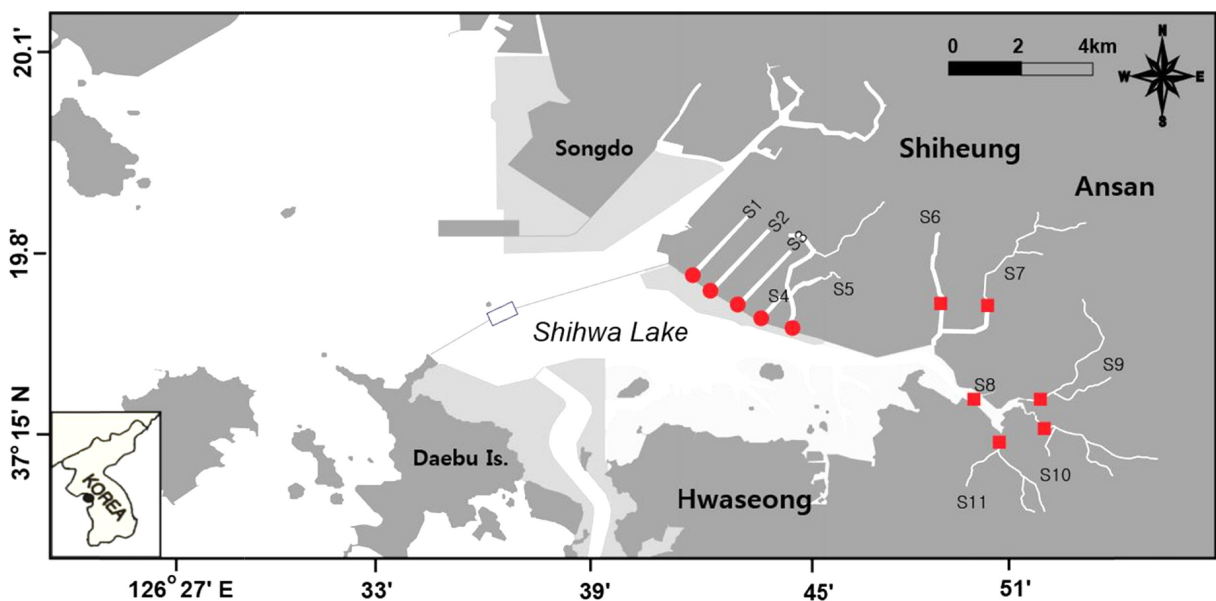 20.1'
19.8'
37° 15' N
126° 27' E
33'
39'
45'
51'
0 2 4km
N
W E
S
Songdo
Shiheung
Ansan
S1
S2
S3
S4
S5
S6
S7
Shihwa Lake
S8
S9
S10
S11
Daebu Is.
Hwaseong
KOREA